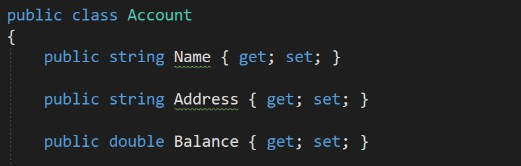 public class Account
{
public string Name { get; set; }
public string Address { get; set; }
public double Balance { get; set; }